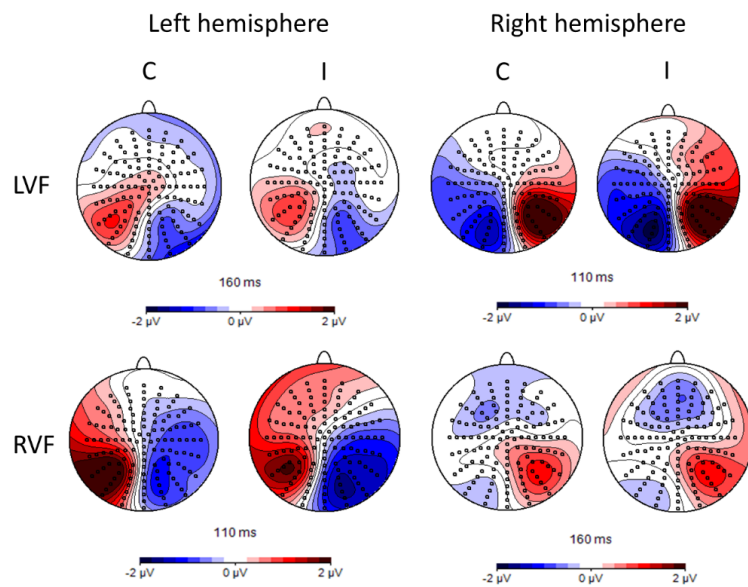 Left hemisphere Right hemisphere
C I C I
LVF
160 ms 110 ms
-2 µV 0 µV 2 µV -2 µV 0 µV 2 µV
RVF
110 ms 160 ms
-2 µV 0 µV 2 µV -2 µV 0 µV 2 µV